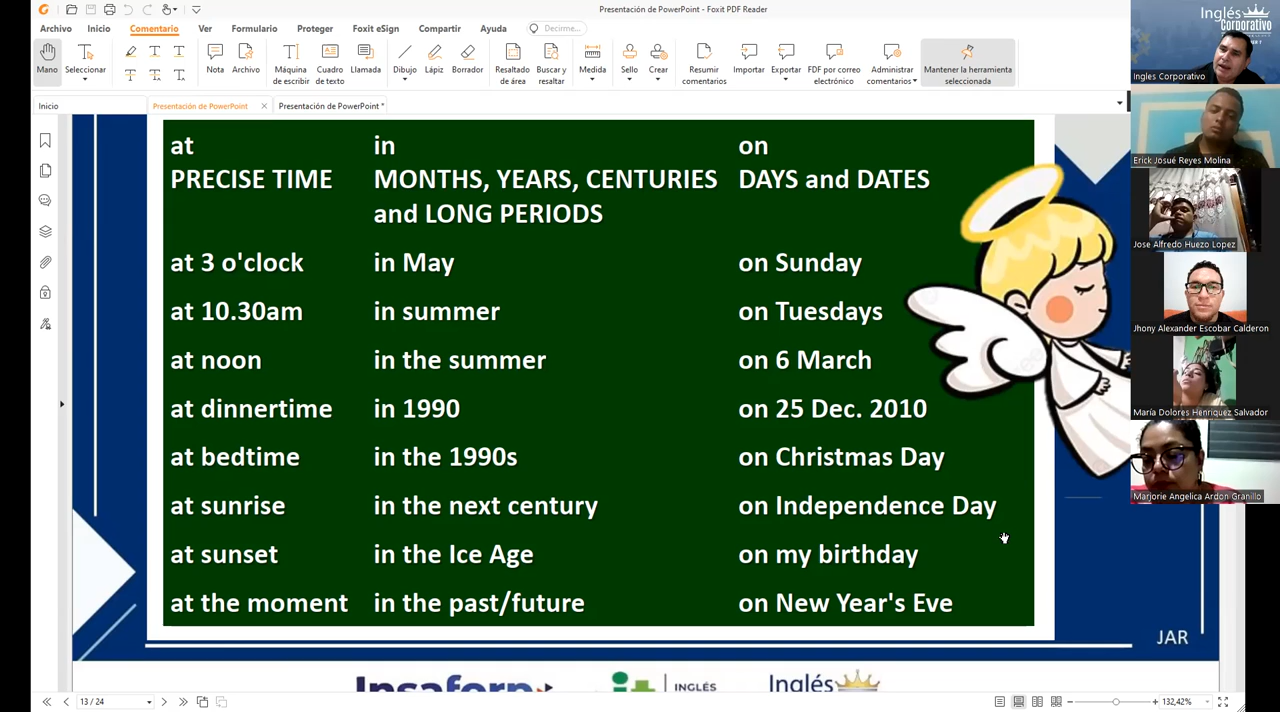 Presentación de PowerPoint - Foxit PDF Reader
Archivo Inicio Comentario Ver Formulario Proteger Foxit eSign Compartir Ayuda Decirme...
Mano
Seleccionar
Nota
Archivo
Máquina de escribir
Cuadro de texto
Llamada
Dibujo
Lápiz
Borrador
Resaltado de área
Buscar y resaltar
Medida
Sello
Crear
Resumir comentarios
Importar
Exportar
FDF por correo electrónico
Administrar comentarios
Mantener la herramienta seleccionada
Inicio
Presentación de PowerPoint
Presentación de PowerPoint *
at in on
PRECISE TIME MONTHS, YEARS, CENTURIES DAYS and DATES
and LONG PERIODS
at 3 o'clock in May on Sunday
at 10.30am in summer on Tuesdays
at noon in the summer on 6 March
at dinnertime in 1990 on 25 Dec. 2010
at bedtime in the 1990s on Christmas Day
at sunrise in the next century on Independence Day
at sunset in the Ice Age on my birthday
at the moment in the past/future on New Year's Eve
JAR
Insaforp
INGLÉS
Inglés
13 / 24
132,42%
Inglés
Corporativo
Ingles Corporativo
Erick Josué Reyes Molina
Jose Alfredo Huezo Lopez
Jhony Alexander Escobar Calderon
María Dolores Henriquez Salvador
Marjorie Angelica Ardon Granillo